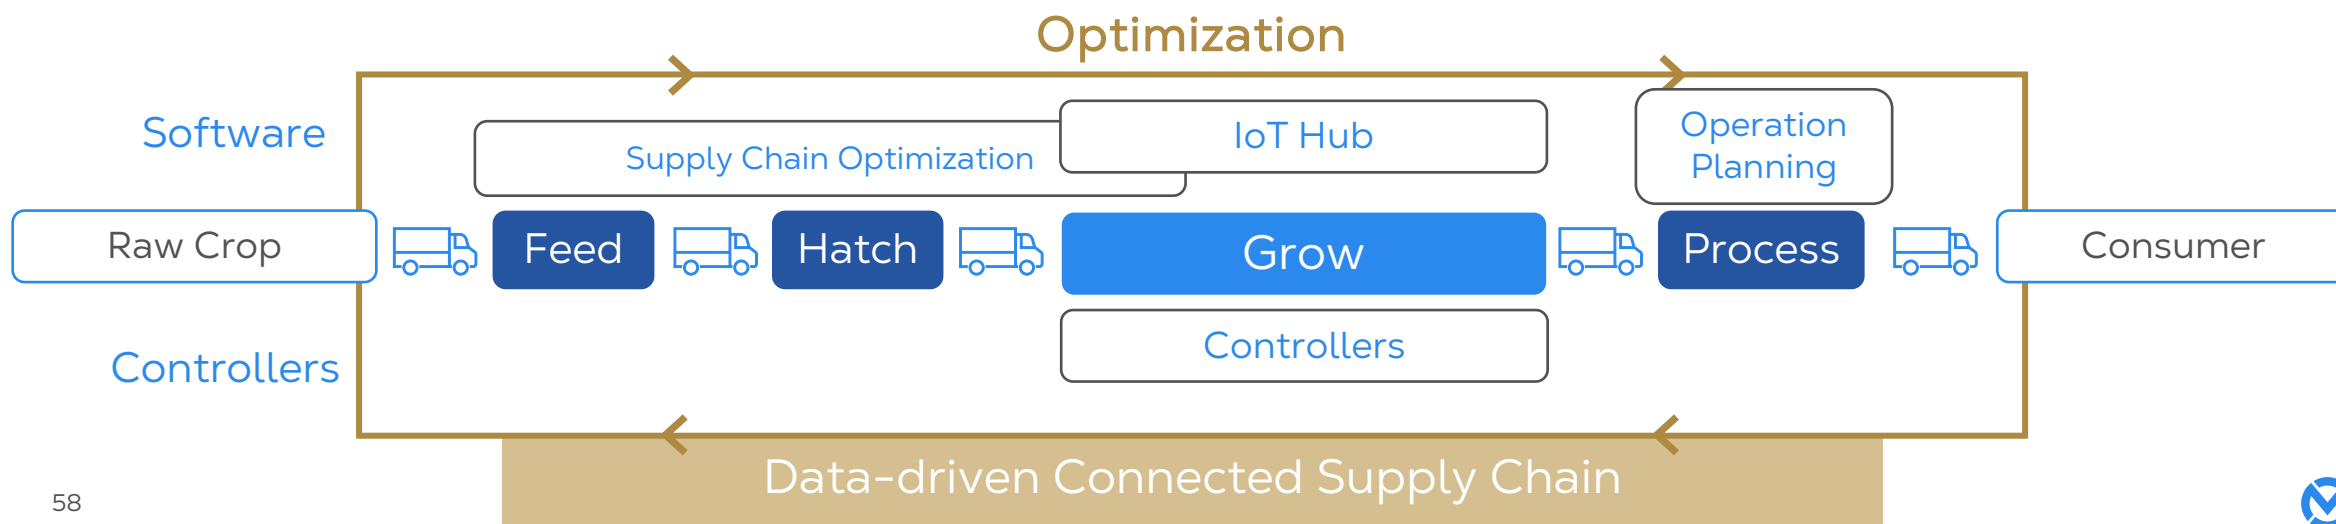 Optimization
Software
Supply Chain Optimization
IoT Hub
Operation
Planning
Raw Crop
Feed
Hatch
Grow
Process
Consumer
Controllers
Controllers
Data-driven Connected Supply Chain
58